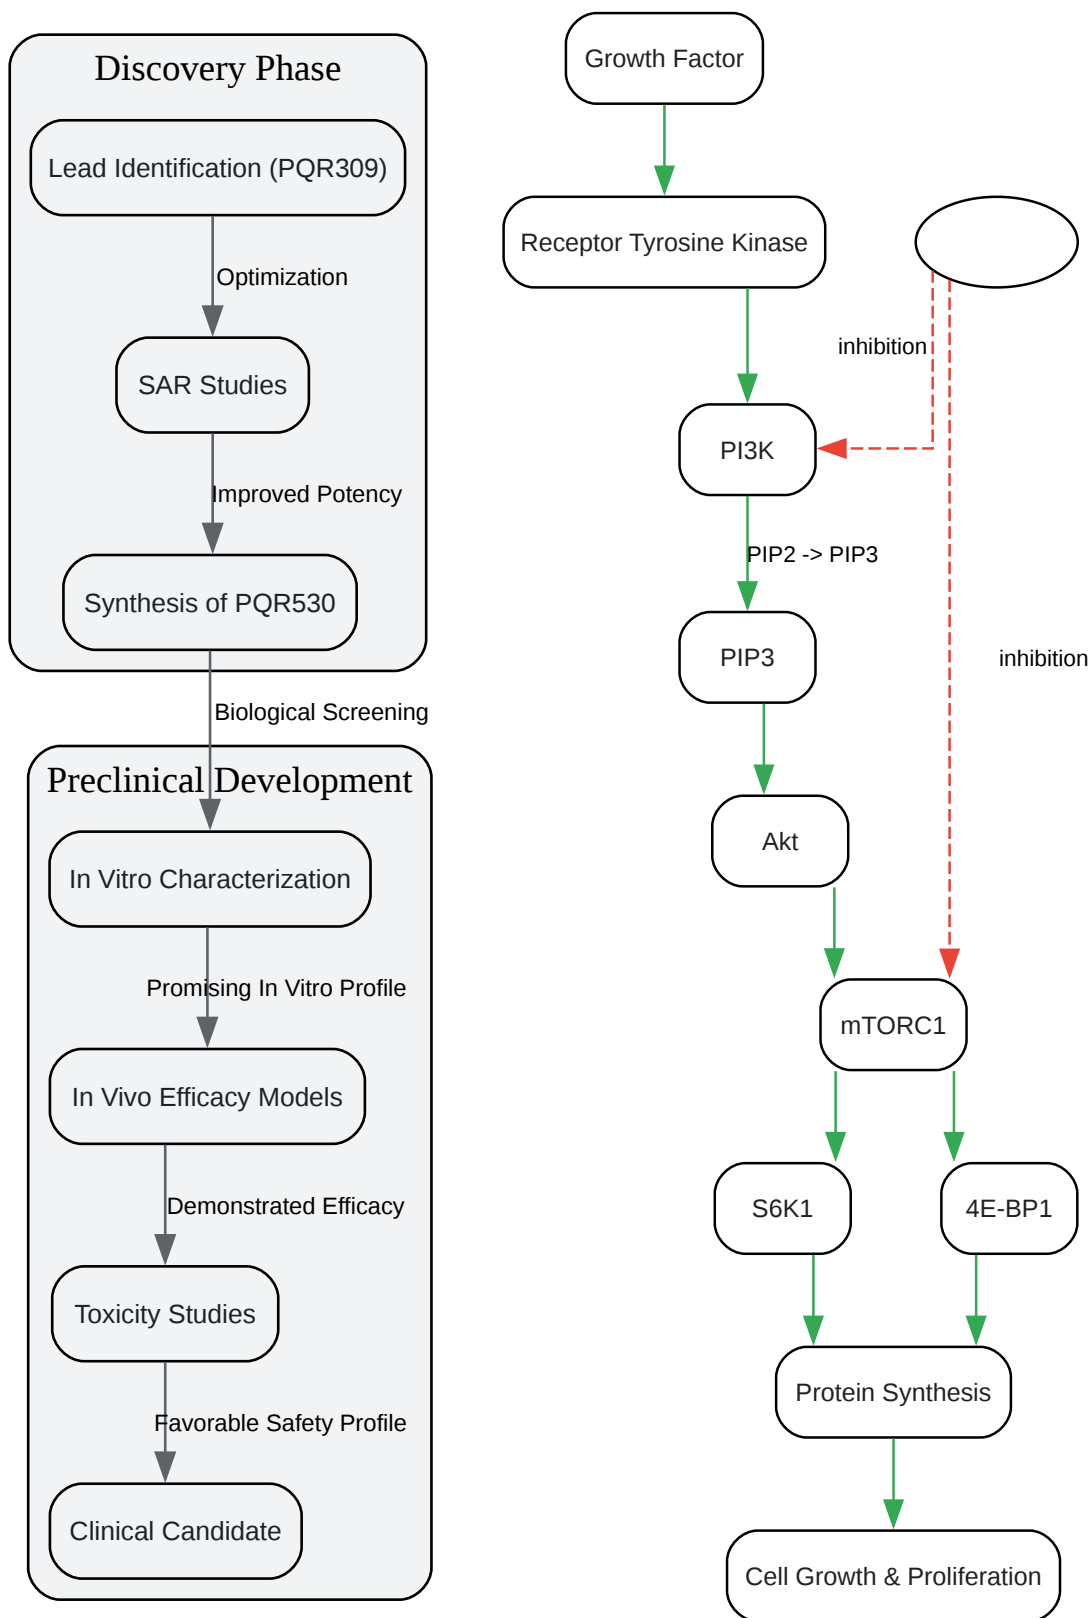 Discovery Phase
Lead Identification (PQR309)
Optimization
SAR Studies
Improved Potency
Synthesis of PQR530
Biological Screening
Preclinical Development
In Vitro Characterization
Promising In Vitro Profile
In Vivo Efficacy Models
Demonstrated Efficacy
Toxicity Studies
Favorable Safety Profile
Clinical Candidate
Growth Factor
Receptor Tyrosine Kinase
inhibition
PI3K
PIP2 -> PIP3
PIP3
inhibition
Akt
mTORC1
S6K1
4E-BP1
Protein Synthesis
Cell Growth & Proliferation